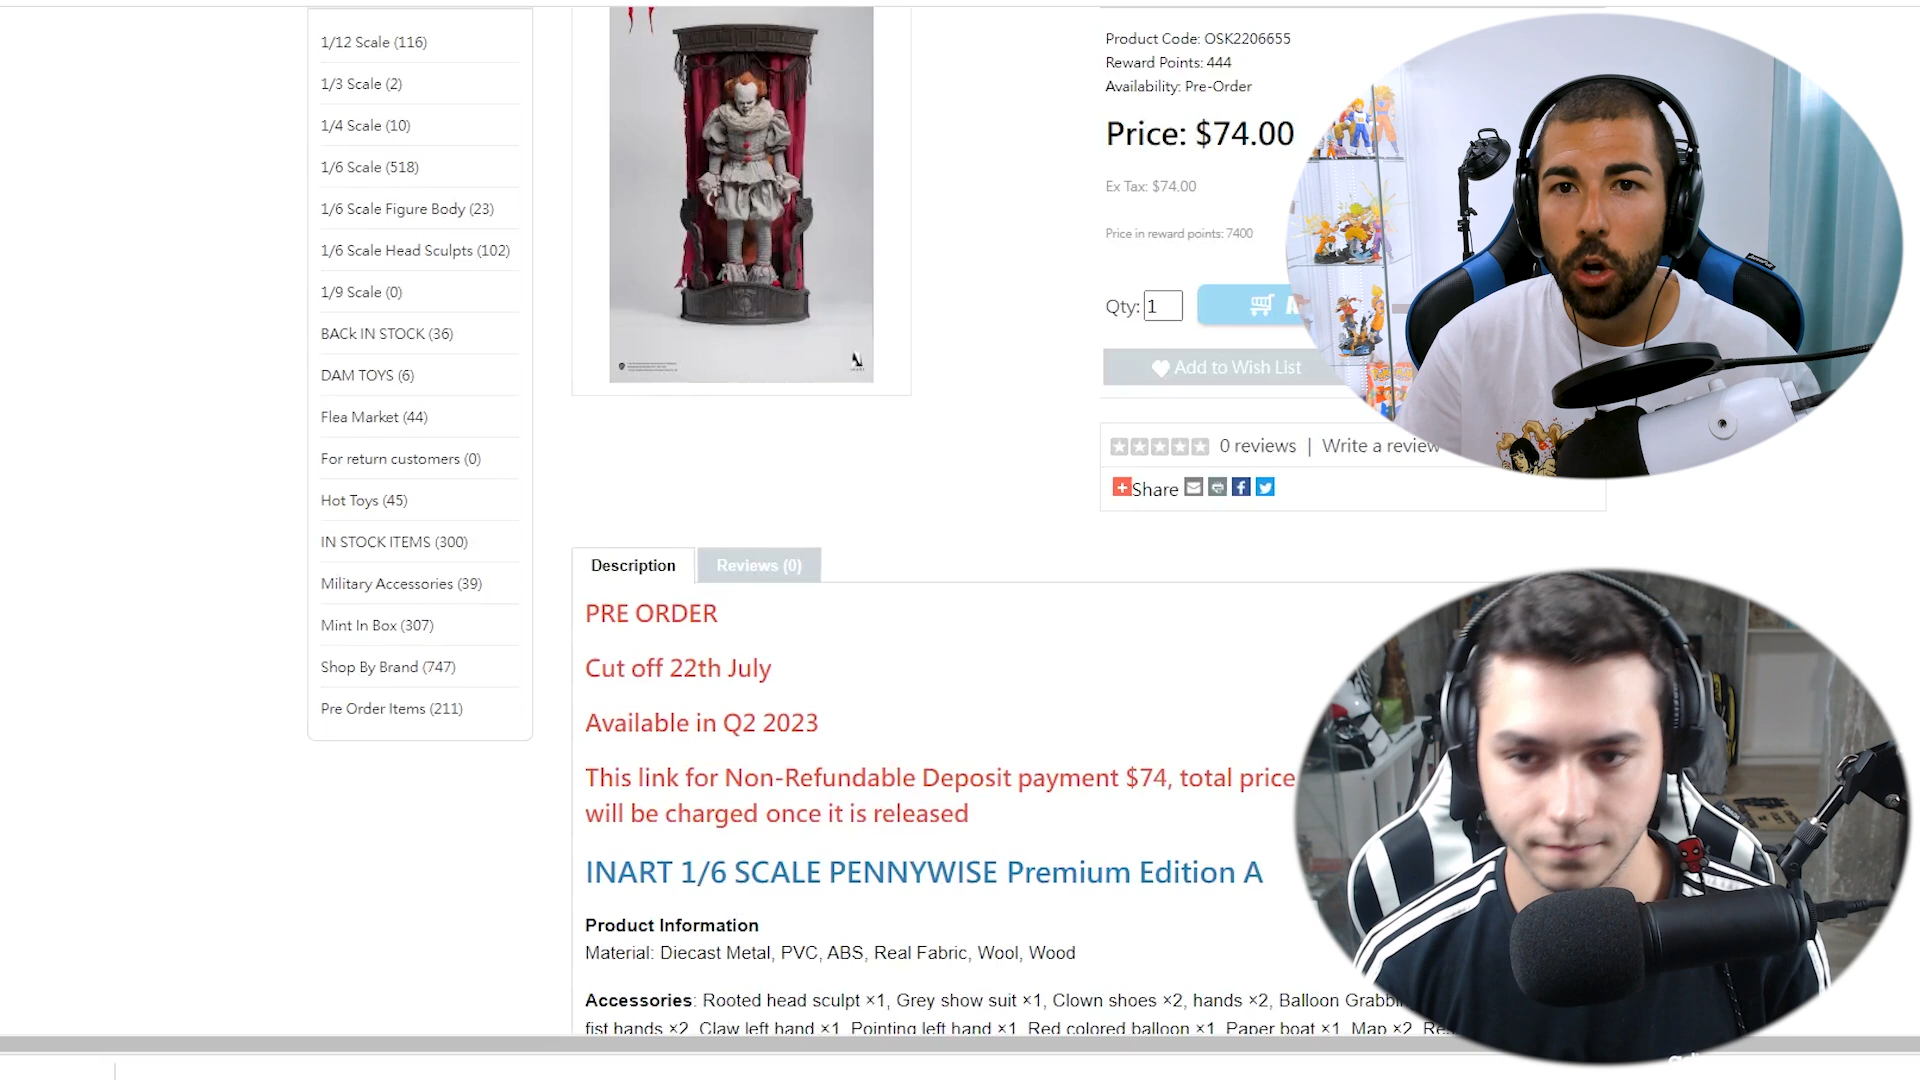 1/12 Scale (116)
1/3 Scale (2)
1/4 Scale (10)
1/6 Scale (518)
1/6 Scale Figure Body (23)
1/6 Scale Head Sculpts (102)
1/9 Scale (0)
BACk IN STOCK (36)
DAM TOYS (6)
Flea Market (44)
For return customers (0)
Hot Toys (45)
IN STOCK ITEMS (300)
Military Accessories (39)
Mint In Box (307)
Shop By Brand (747)
Pre Order Items (211)
Product Code: OSK2206655
Reward Points: 444
Availability: Pre-Order
Price: $74.00
Ex Tax: $74.00
Price in reward points: 7400
Qty: 1
Add to Wish List
0 reviews | Write a review
Share
Description
Reviews (0)
PRE ORDER
Cut off 22th July
Available in Q2 2023
This link for Non-Refundable Deposit payment $74, total price
will be charged once it is released
INART 1/6 SCALE PENNYWISE Premium Edition A
Product Information
Material: Diecast Metal, PVC, ABS, Real Fabric, Wool, Wood
Accessories: Rooted head sculpt ×1, Grey show suit ×1, Clown shoes ×2, hands ×2, Balloon
fist hands ×2, Claw left hand ×1, Pointing left hand ×1, Red colored balloon ×1, Paper boat ×1, Map ×2,